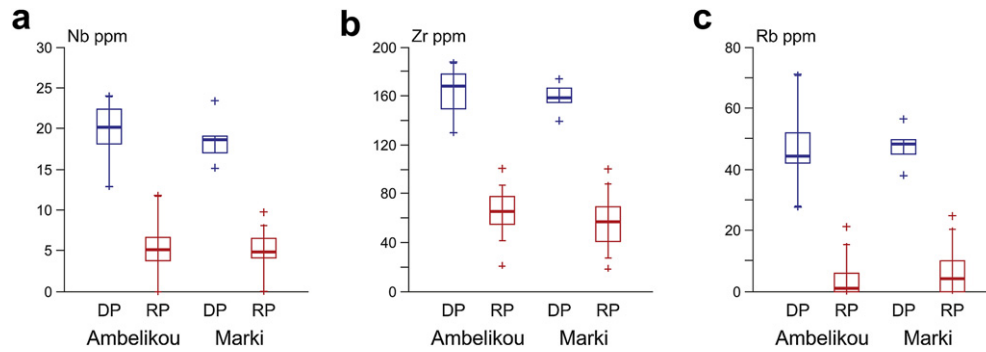 a
Nb ppm
30
25
20
15
10
5
0
DP RP DP RP
Ambelikou Marki
b
Zr ppm
200
160
120
80
40
0
DP RP DP RP
Ambelikou Marki
c
Rb ppm
80
60
40
20
0
DP RP DP RP
Ambelikou Marki